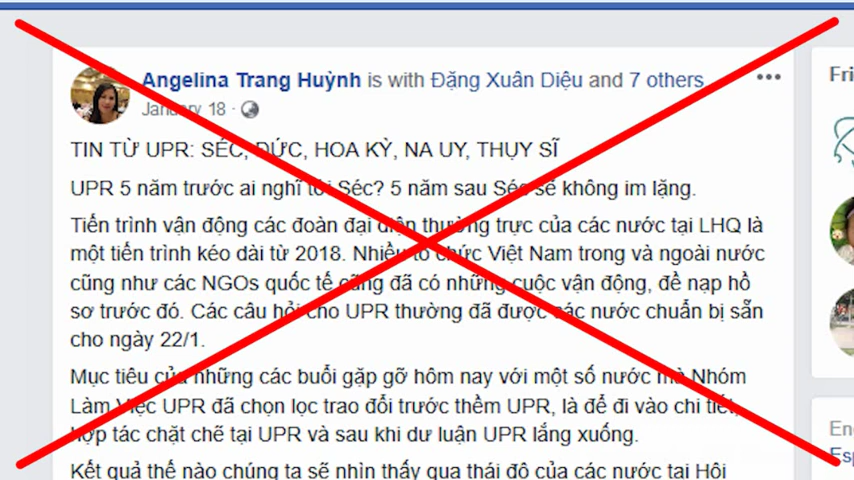 Angelina Trang Huỳnh is with Đặng Xuân Diệu and 7 others
Fri
January 18
TIN TỪ UPR: SÉC, ĐỨC, HOA KỲ, NA UY, THỤY SĨ
UPR 5 năm trước ai nghĩ tới Séc? 5 năm sau Séc sẽ không im lặng.
Tiến trình vận động các đoàn đại diện thường trực của các nước tại LHQ là
một tiến trình kéo dài từ 2018. Nhiều tổ chức Việt Nam trong và ngoài nước
cũng như các NGOs quốc tế cũng đã có những cuộc vận động, đề nạp hồ
sơ trước đó. Các câu hỏi cho UPR thường đã được các nước chuẩn bị sẵn
cho ngày 22/1.
Mục tiêu của những các buổi gặp gỡ hôm nay với một số nước mà Nhóm
Làm Việc UPR đã chọn lọc trao đổi trước thềm UPR, là để đi vào chi tiết,
hợp tác chặt chẽ tại UPR và sau khi dư luận UPR lắng xuống.
Eng
Esp
Kết quả thế nào chúng ta sẽ nhìn thấy qua thái độ của các nước tại Hội